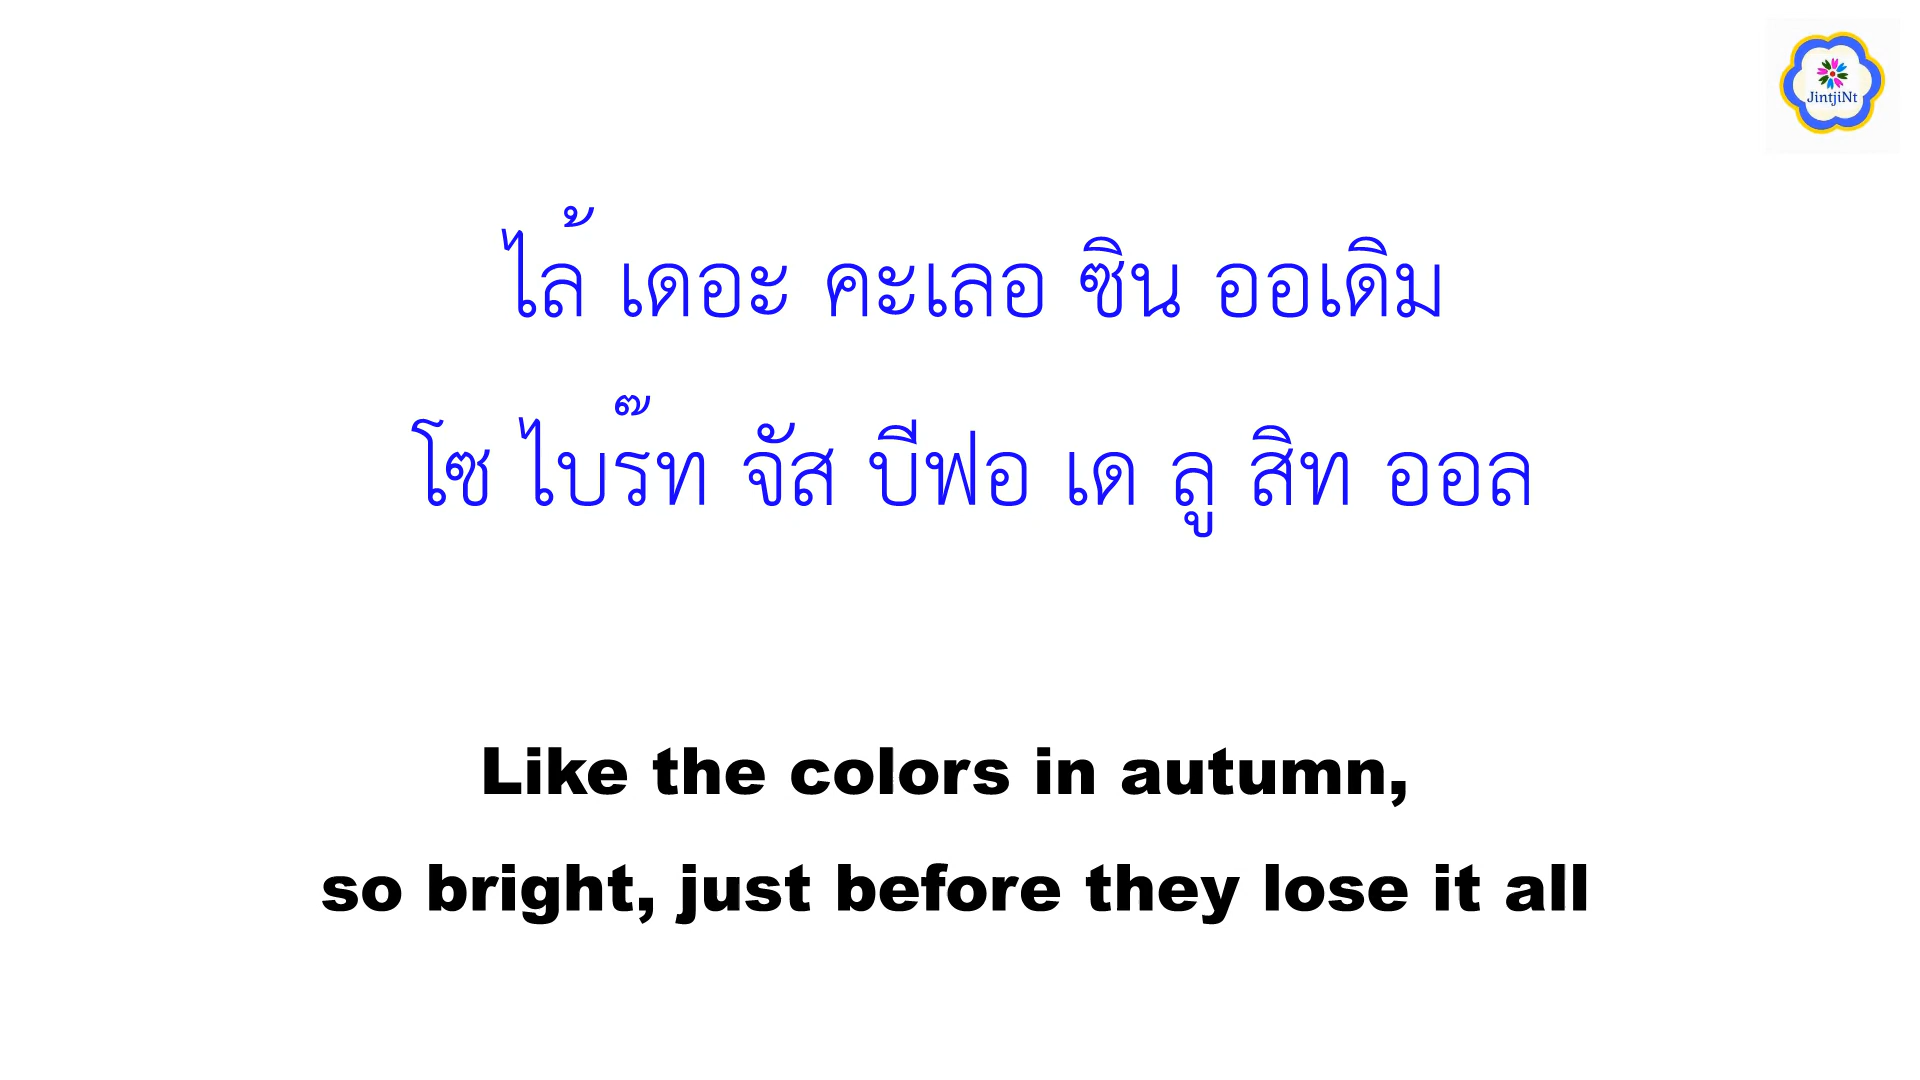 JintjiNt
ไล้ เดอะ คะเลอ ซิน ออเดิม
โซ ไบร๊ท จัส บีฟอ เด ลู สิท ออล
Like the colors in autumn,
so bright, just before they lose it all